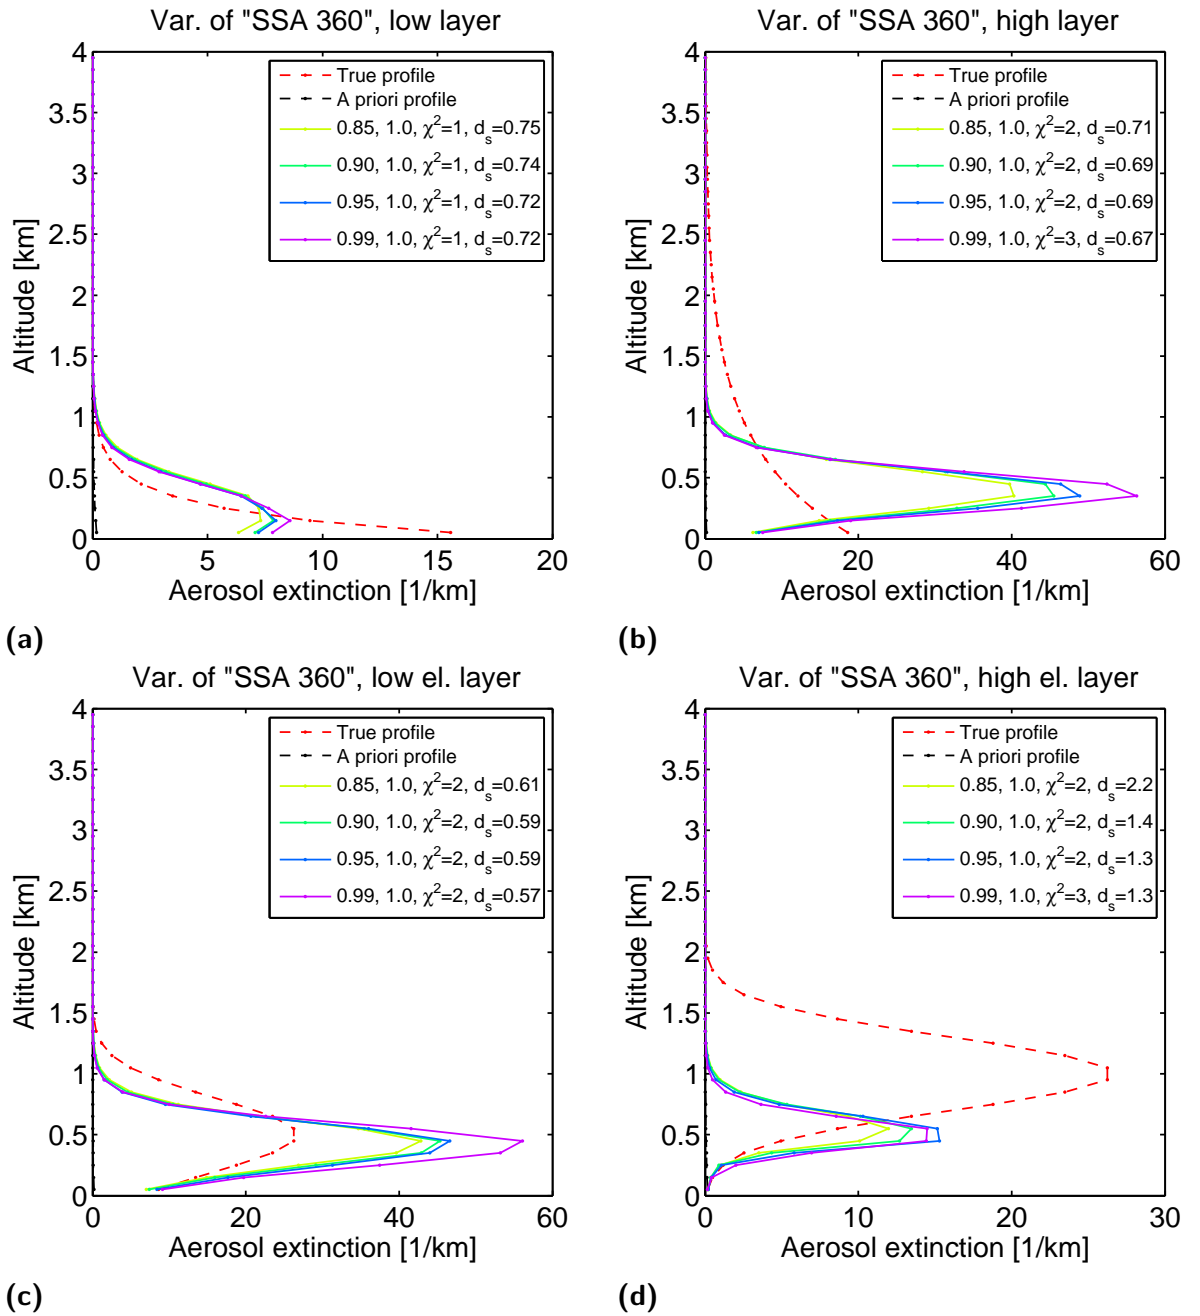 Var. of "SSA 360", low layer
4
3.5
3
2.5
2
1.5
1
0.5
0
Altitude [km]
True profile
A priori profile
0.85, 1.0, χ²=1, dₛ=0.75
0.90, 1.0, χ²=1, dₛ=0.74
0.95, 1.0, χ²=1, dₛ=0.72
0.99, 1.0, χ²=1, dₛ=0.72
0 5 10 15 20
Aerosol extinction [1/km]
(a)
Var. of "SSA 360", high layer
4
3.5
3
2.5
2
1.5
1
0.5
0
Altitude [km]
True profile
A priori profile
0.85, 1.0, χ²=2, dₛ=0.71
0.90, 1.0, χ²=2, dₛ=0.69
0.95, 1.0, χ²=2, dₛ=0.69
0.99, 1.0, χ²=3, dₛ=0.67
0 20 40 60
Aerosol extinction [1/km]
(b)
Var. of "SSA 360", low el. layer
4
3.5
3
2.5
2
1.5
1
0.5
0
Altitude [km]
True profile
A priori profile
0.85, 1.0, χ²=2, dₛ=0.61
0.90, 1.0, χ²=2, dₛ=0.59
0.95, 1.0, χ²=2, dₛ=0.59
0.99, 1.0, χ²=2, dₛ=0.57
0 20 40 60
Aerosol extinction [1/km]
(c)
Var. of "SSA 360", high el. layer
4
3.5
3
2.5
2
1.5
1
0.5
0
Altitude [km]
True profile
A priori profile
0.85, 1.0, χ²=2, dₛ=2.2
0.90, 1.0, χ²=2, dₛ=1.4
0.95, 1.0, χ²=2, dₛ=1.3
0.99, 1.0, χ²=3, dₛ=1.3
0 10 20 30
Aerosol extinction [1/km]
(d)